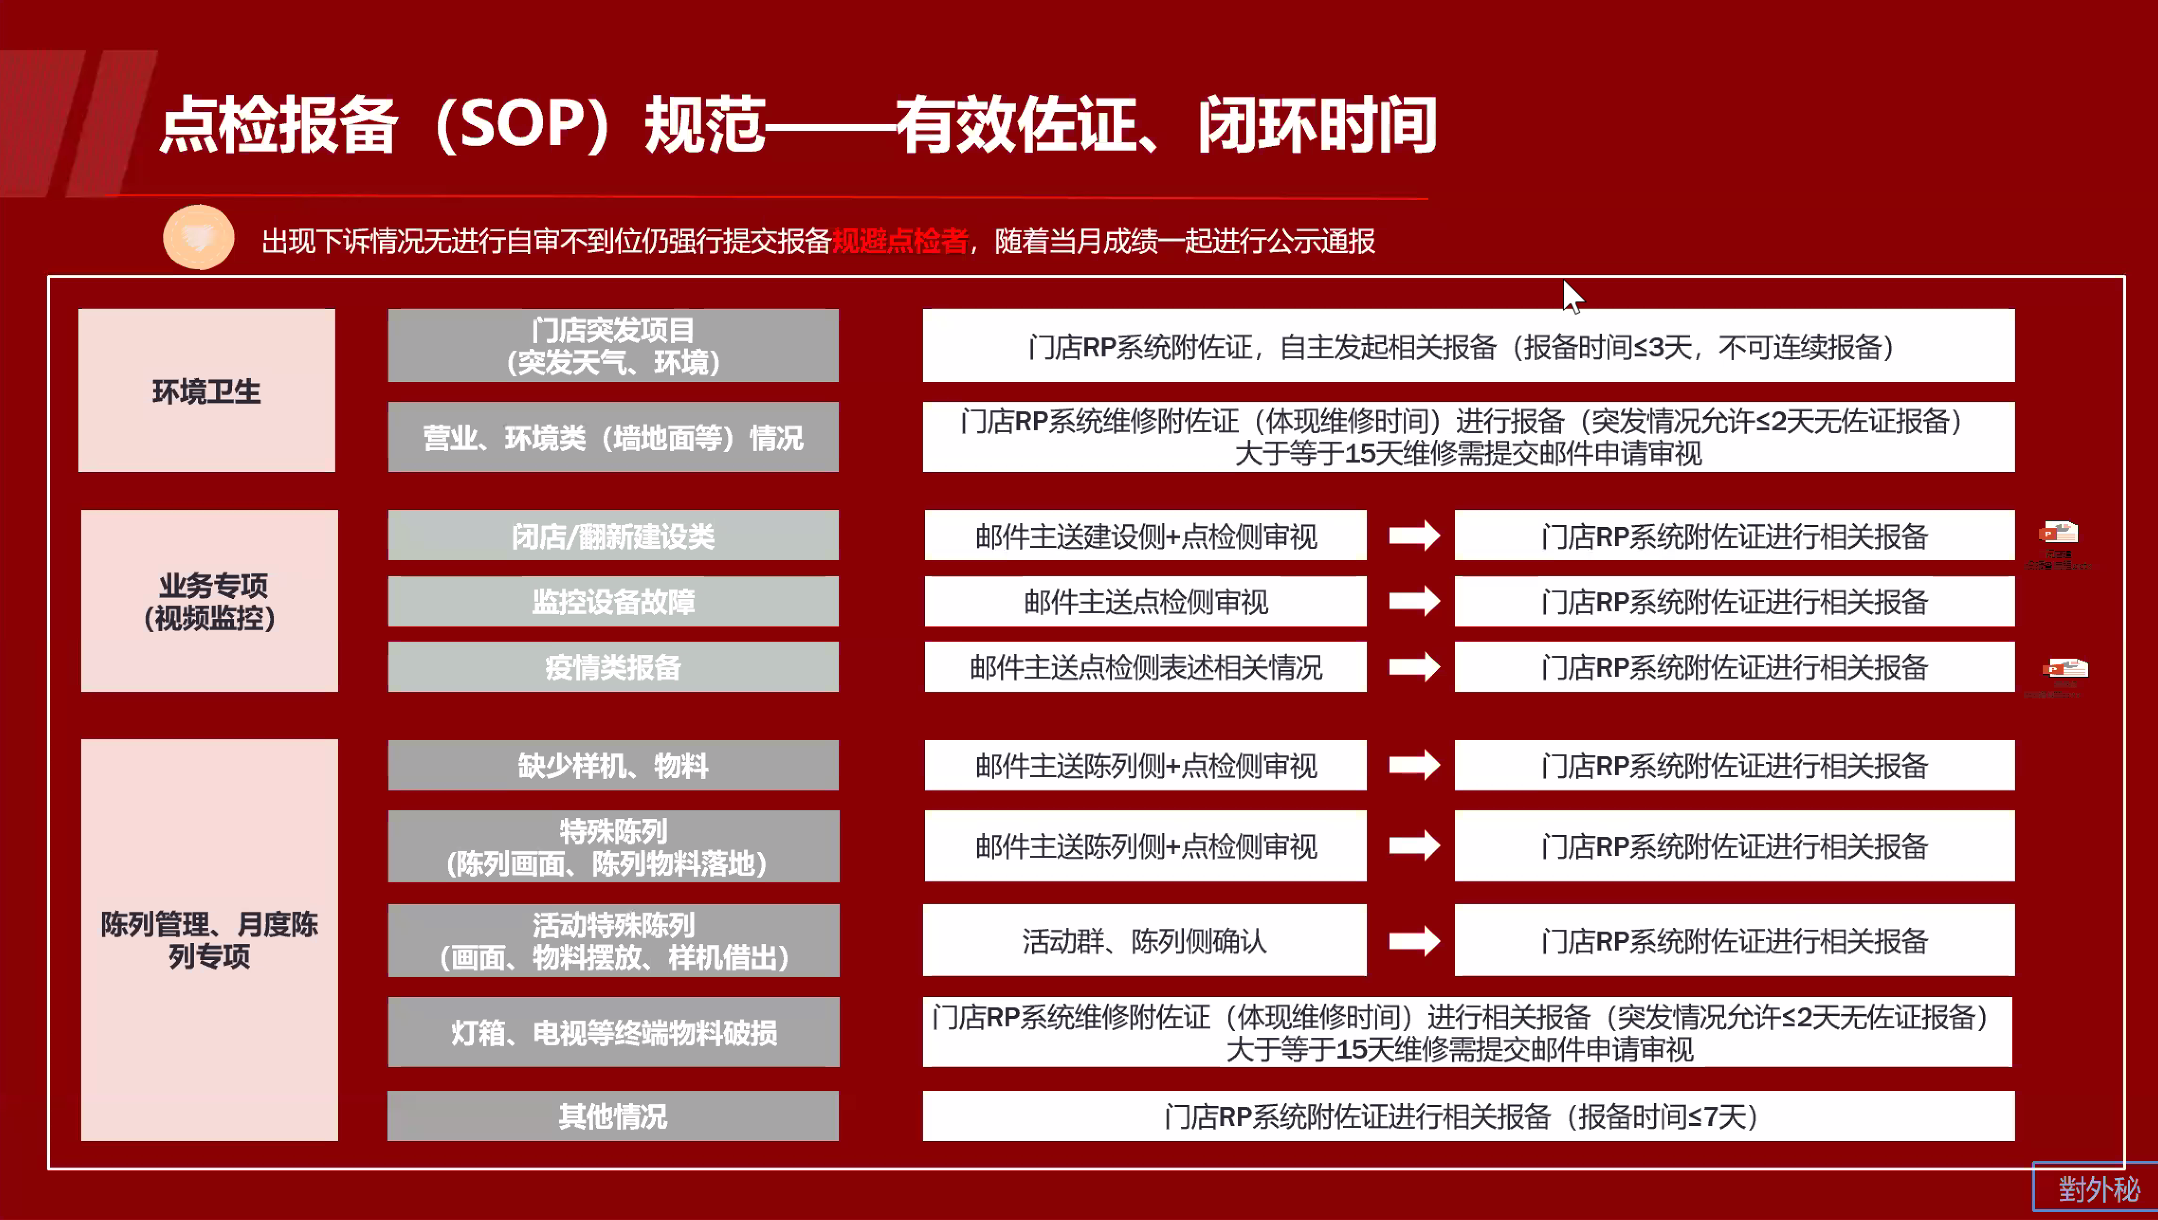 点检报备（SOP）规范——有效佐证、闭环时间
出现下诉情况无进行自审不到位仍强行提交报备规避点检者，随着当月成绩一起进行公示通报
环境卫生
门店突发项目
（突发天气、环境）
门店RP系统附佐证，自主发起相关报备（报备时间≤3天，不可连续报备）
营业、环境类（墙地面等）情况
门店RP系统维修附佐证（体现维修时间）进行报备（突发情况允许≤2天无佐证报备）
大于等于15天维修需提交邮件申请审视
业务专项
（视频监控）
闭店/翻新建设类
邮件主送建设侧+点检侧审视
门店RP系统附佐证进行相关报备
监控设备故障
邮件主送点检侧审视
门店RP系统附佐证进行相关报备
疫情类报备
邮件主送点检侧表述相关情况
门店RP系统附佐证进行相关报备
陈列管理、月度陈
列专项
缺少样机、物料
邮件主送陈列侧+点检侧审视
门店RP系统附佐证进行相关报备
特殊陈列
（陈列画面、陈列物料落地）
邮件主送陈列侧+点检侧审视
门店RP系统附佐证进行相关报备
活动特殊陈列
（画面、物料摆放、样机借出）
活动群、陈列侧确认
门店RP系统附佐证进行相关报备
灯箱、电视等终端物料破损
门店RP系统维修附佐证（体现维修时间）进行相关报备（突发情况允许≤2天无佐证报备）
大于等于15天维修需提交邮件申请审视
其他情况
门店RP系统附佐证进行相关报备（报备时间≤7天）
對外秘